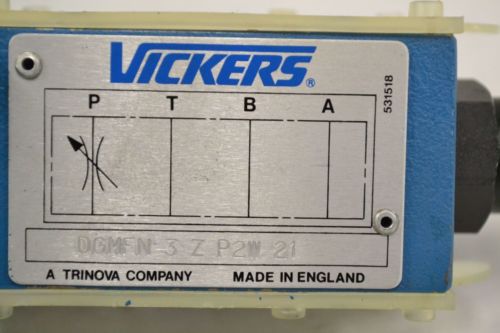 VICKERS®
P T B A
DGMFN 3 Z P2W 21
A TRINOVA COMPANY MADE IN ENGLAND
531518